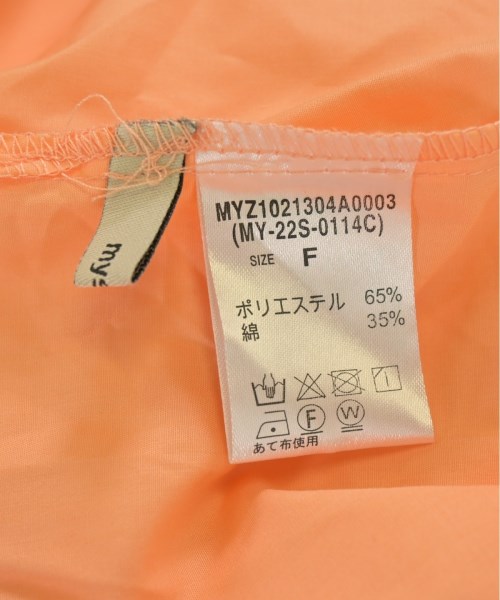 MYZ1021304A0003
(MY-22S-0114C)
SIZE F
ポリエステル 65%
綿 35%
F W
あて布使用
my